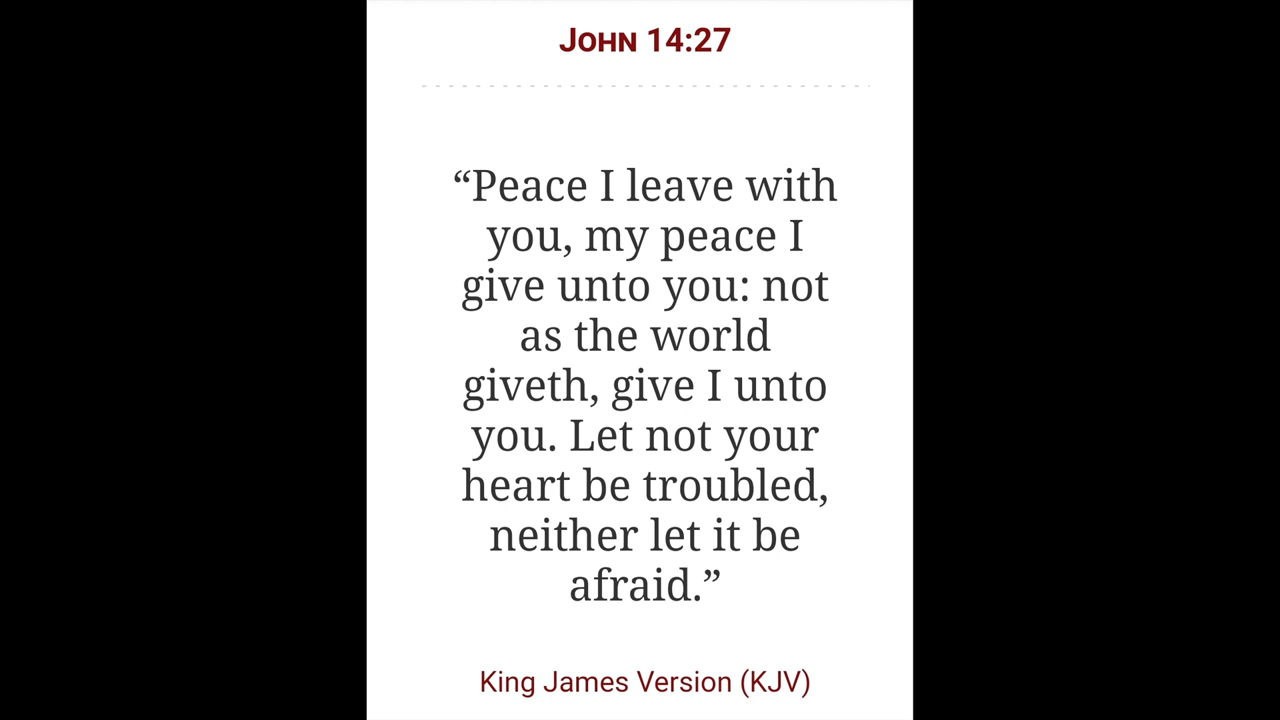 John 14:27
“Peace I leave with
you, my peace I
give unto you: not
as the world
giveth, give I unto
you. Let not your
heart be troubled,
neither let it be
afraid.”
King James Version (KJV)